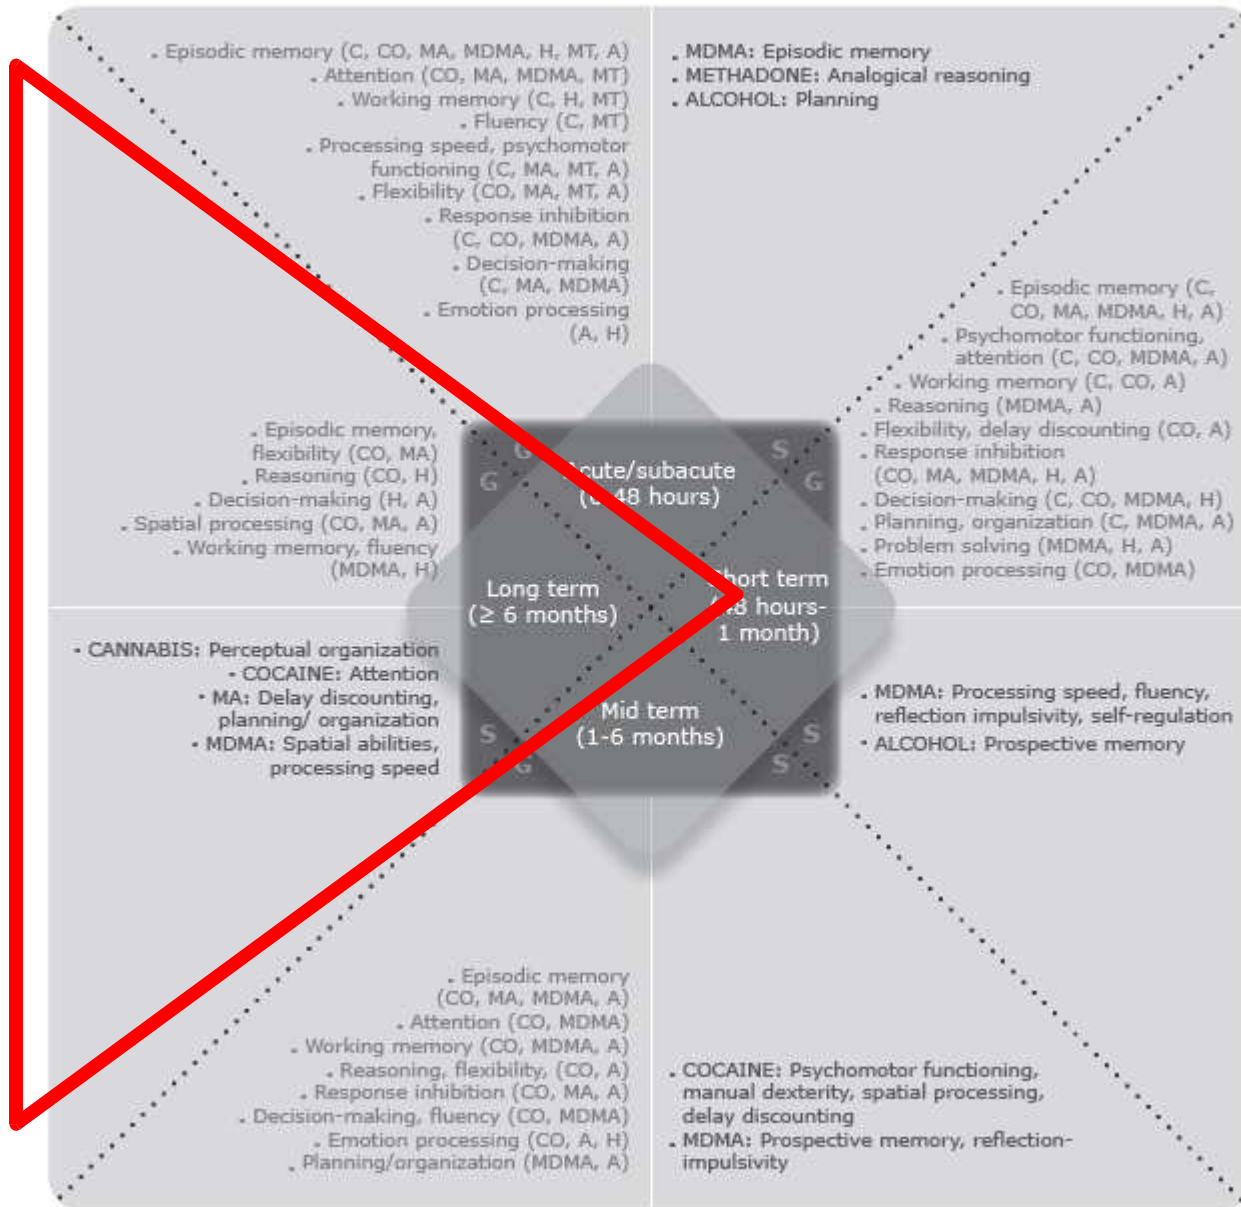 . Episodic memory (C, CO, MA, MDMA, H, MT, A)
. Attention (CO, MA, MDMA, MT)
. Working memory (C, H, MT)
. Fluency (C, MT)
. Processing speed, psychomotor
functioning (C, MA, MT, A)
. Flexibility (CO, MA, MT, A)
. Response inhibition
(C, CO, MDMA, A)
. Decision-making
(C, MA, MDMA)
. Emotion processing
(A, H)
. MDMA: Episodic memory
. METHADONE: Analogical reasoning
. ALCOHOL: Planning
. Episodic memory (C,
CO, MA, MDMA, H, A)
. Psychomotor functioning,
attention (C, CO, MDMA, A)
. Working memory (C, CO, A)
. Reasoning (MDMA, A)
. Flexibility, delay discounting (CO, A)
. Response inhibition
(CO, MA, MDMA, H, A)
. Decision-making (C, CO, MDMA, H)
. Planning, organization (C, MDMA, A)
. Problem solving (MDMA, H, A)
. Emotion processing (CO, MDMA)
. Episodic memory,
flexibility (CO, MA)
. Reasoning (CO, H)
. Decision-making (H, A)
. Spatial processing (CO, MA, A)
. Working memory, fluency
(MDMA, H)
G
G
S
G
Acute/subacute
48 hours)
Long term
(≥ 6 months)
Short term
48 hours-
1 month)
Mid term
(1-6 months)
S
G
S
S
• CANNABIS: Perceptual organization
• COCAINE: Attention
• MA: Delay discounting,
planning/ organization
• MDMA: Spatial abilities,
processing speed
. MDMA: Processing speed, fluency,
reflection impulsivity, self-regulation
• ALCOHOL: Prospective memory
. Episodic memory
(CO, MA, MDMA, A)
. Attention (CO, MDMA)
. Working memory (CO, MDMA, A)
. Reasoning, flexibility, (CO, A)
. Response inhibition (CO, MA, A)
. Decision-making, fluency (CO, MDMA)
. Emotion processing (CO, A, H)
. Planning/organization (MDMA, A)
. COCAINE: Psychomotor functioning,
manual dexterity, spatial processing,
delay discounting
. MDMA: Prospective memory, reflection-
impulsivity